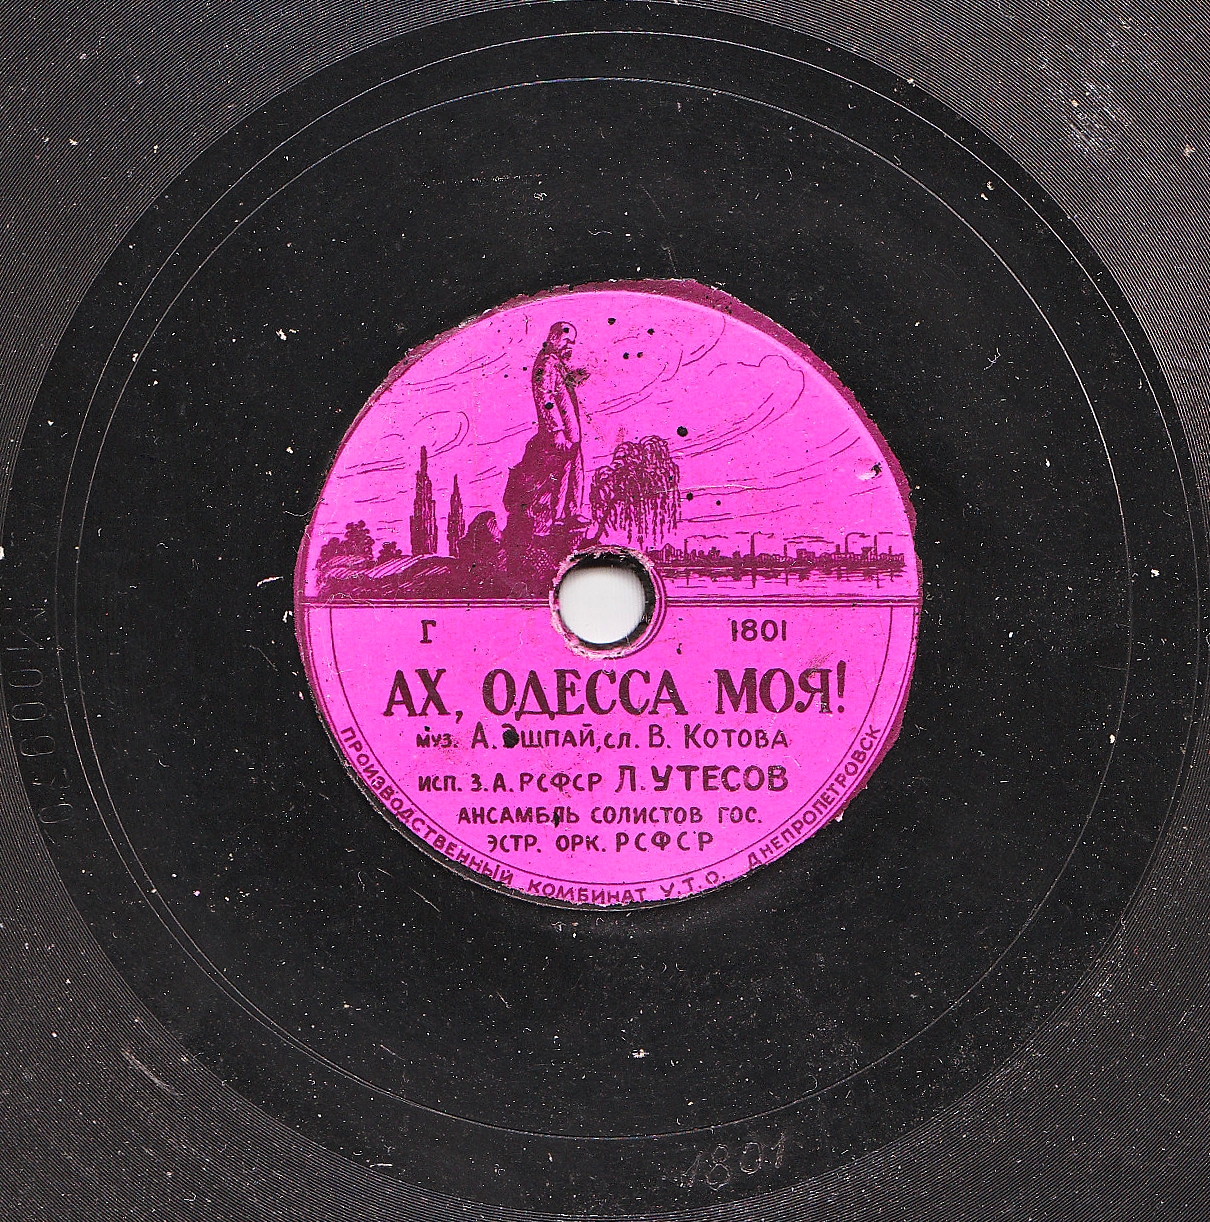 Г 1801
АХ, ОДЕССА МОЯ!
муз. А. Эшпай, сл. В. Котова
исп. З. А. РСФСР Л. УТЕСОВ
АНСАМБЛЬ СОЛИСТОВ ГОС.
ЭСТР. ОРК. РСФСР
ПРОИЗВОДСТВЕННЫЙ КОМБИНАТ У.Т.О. ДНЕПРОПЕТРОВСК
1801